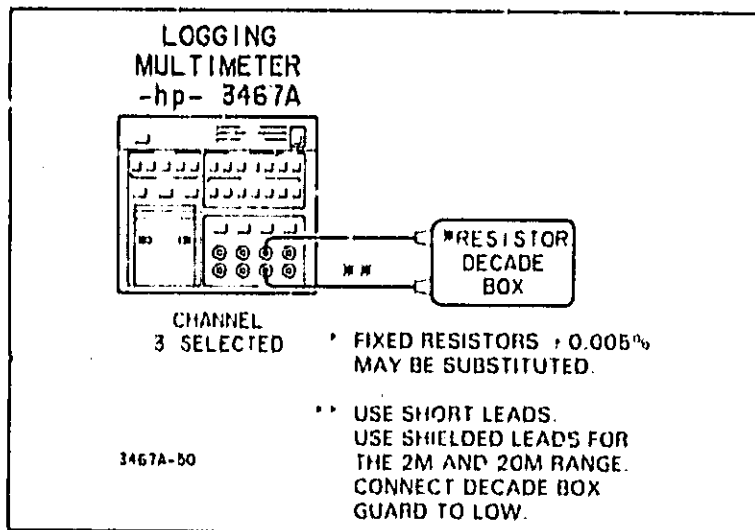 LOGGING
MULTIMETER
-hp- 3467A
*RESISTOR
DECADE
BOX
**
CHANNEL
3 SELECTED
* FIXED RESISTORS ± 0.005%
MAY BE SUBSTITUTED.
** USE SHORT LEADS.
USE SHIELDED LEADS FOR
THE 2M AND 20M RANGE.
CONNECT DECADE BOX
GUARD TO LOW.
3467A-50